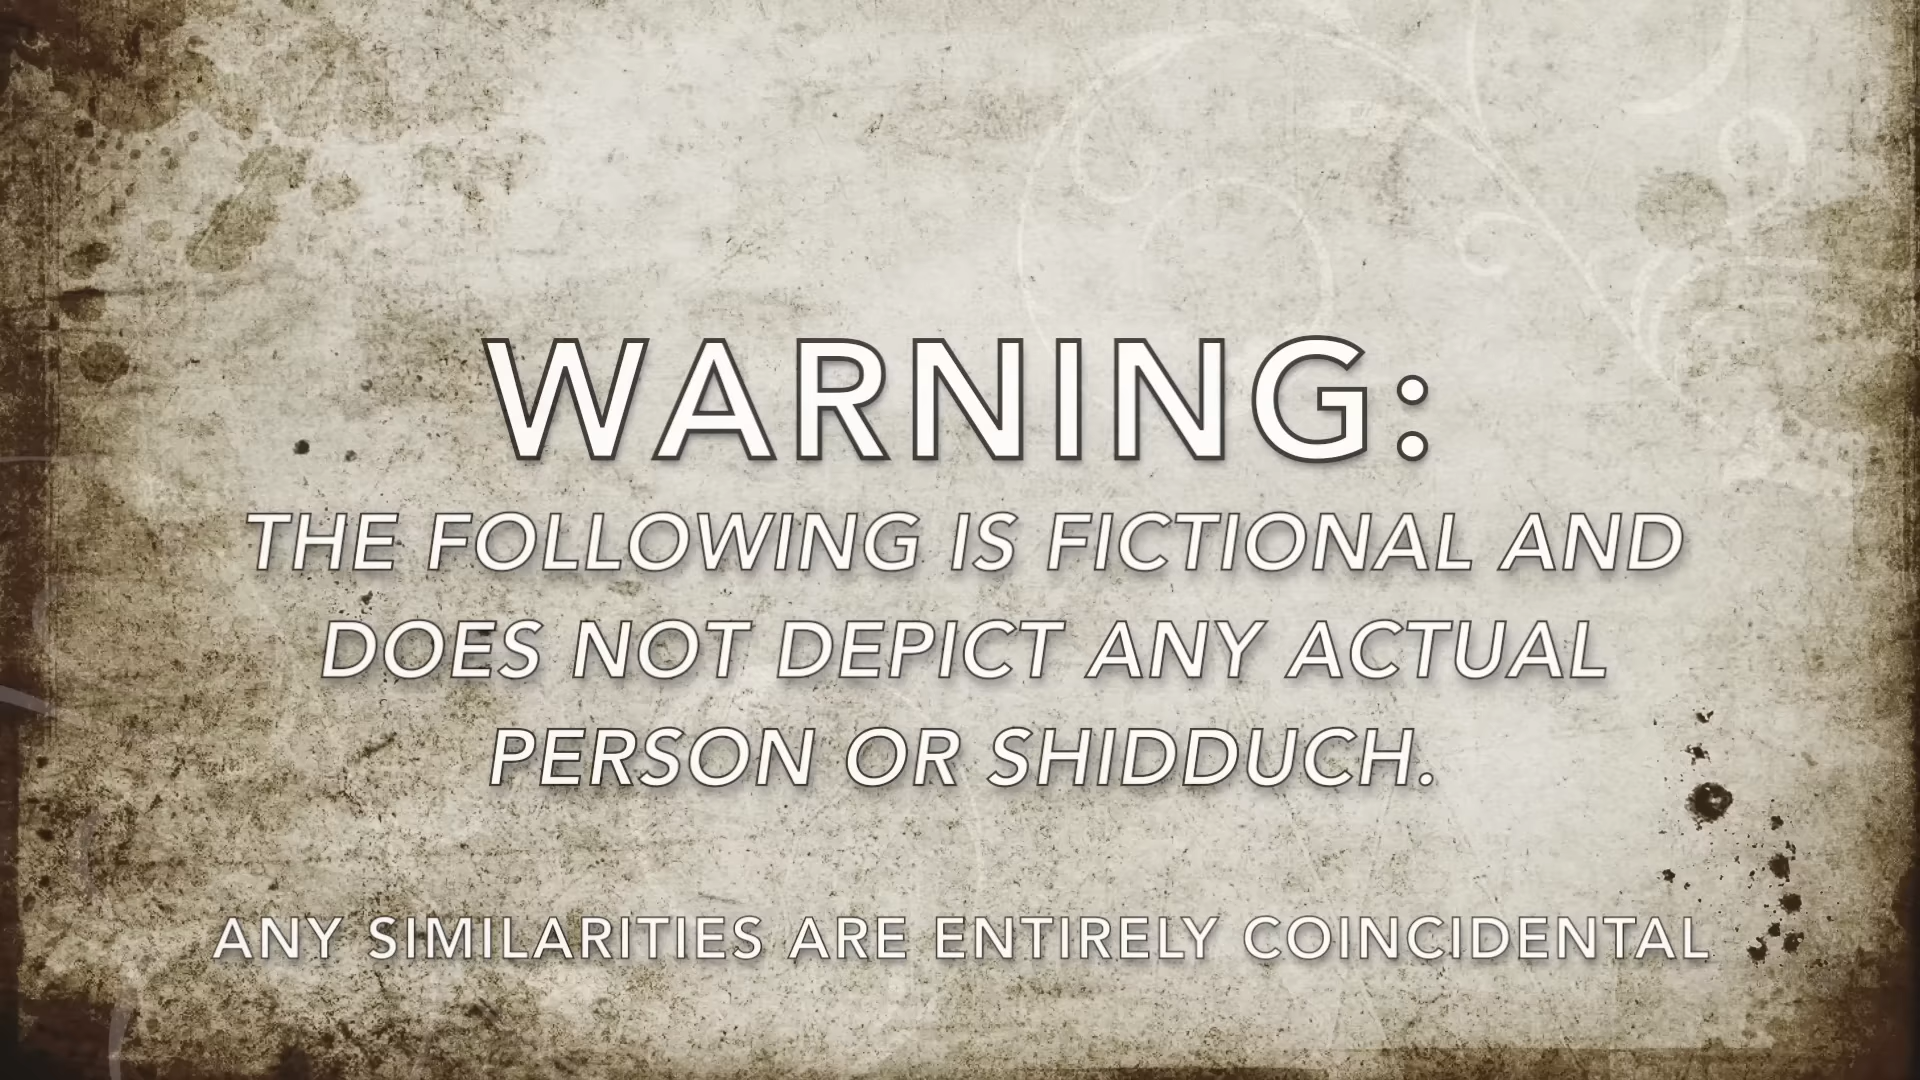 WARNING:
THE FOLLOWING IS FICTIONAL AND
DOES NOT DEPICT ANY ACTUAL
PERSON OR SHIDDUCH.
ANY SIMILARITIES ARE ENTIRELY COINCIDENTAL